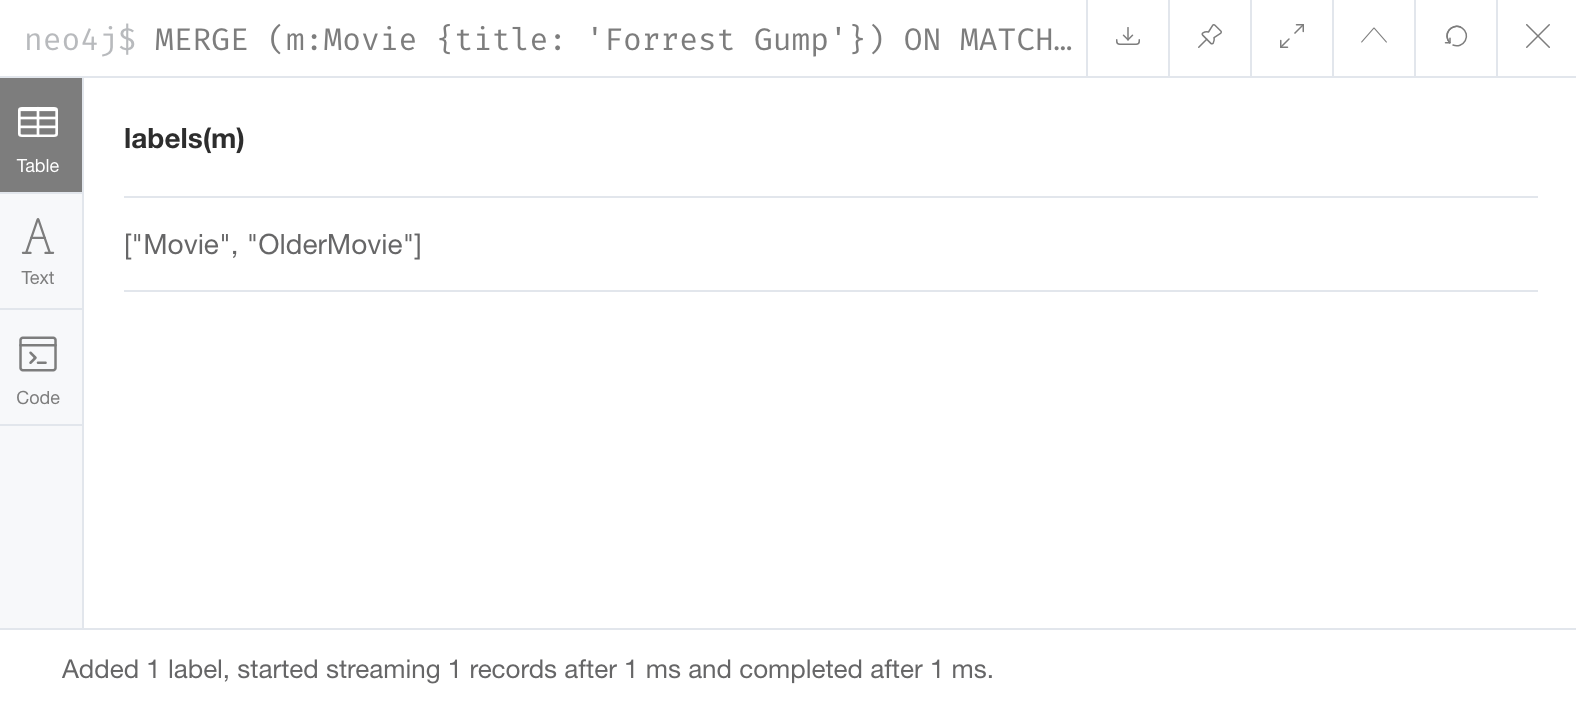 neo4j$ MERGE (m:Movie {title: 'Forrest Gump'}) ON MATCH…
Table
labels(m)
["Movie", "OlderMovie"]
Text
Code
Added 1 label, started streaming 1 records after 1 ms and completed after 1 ms.